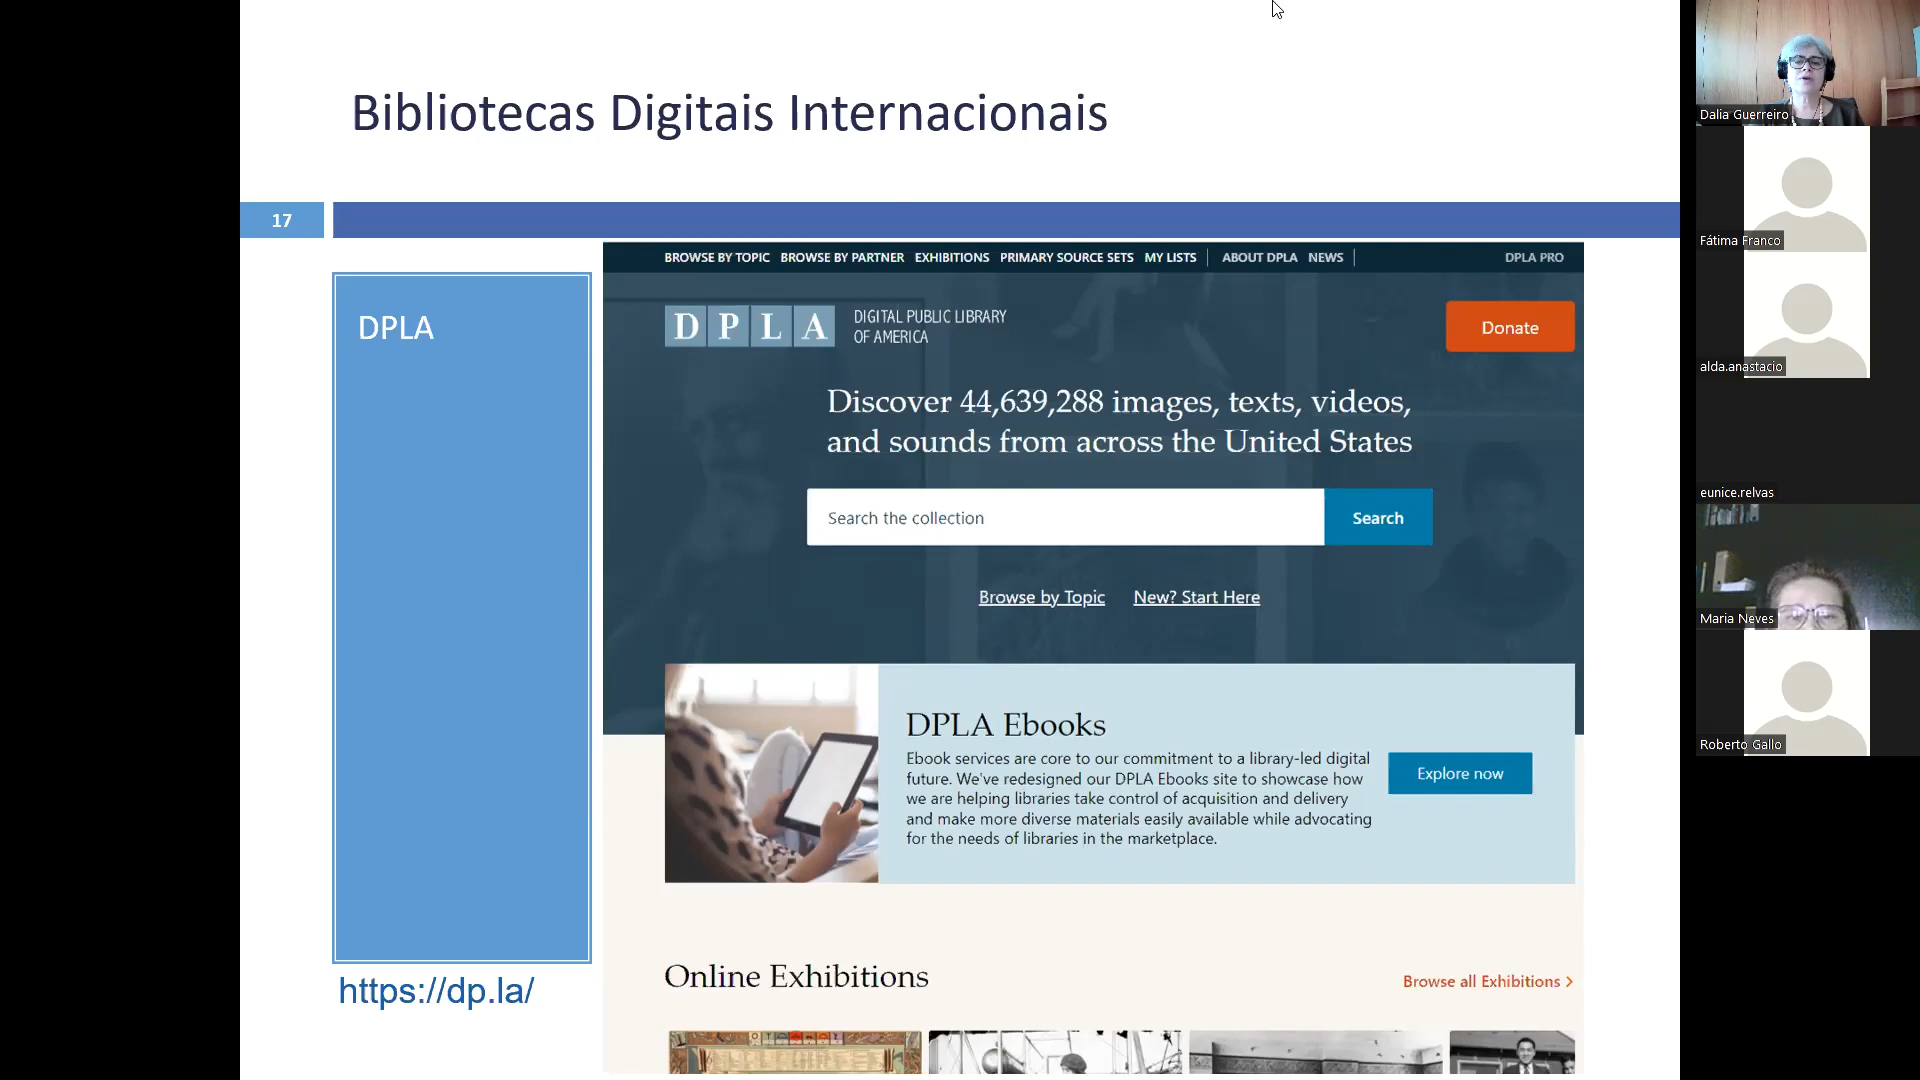 Bibliotecas Digitais Internacionais
17
DPLA
https://dp.la/
BROWSE BY TOPIC BROWSE BY PARTNER EXHIBITIONS PRIMARY SOURCE SETS MY LISTS ABOUT DPLA NEWS DPLA PRO
DPLA
DIGITAL PUBLIC LIBRARY
OF AMERICA
Donate
Discover 44,639,288 images, texts, videos,
and sounds from across the United States
Search the collection
Search
Browse by Topic New? Start Here
DPLA Ebooks
Ebook services are core to our commitment to a library-led digital
future. We've redesigned our DPLA Ebooks site to showcase how
we are helping libraries take control of acquisition and delivery
and make more diverse materials easily available while advocating
for the needs of libraries in the marketplace.
Explore now
Online Exhibitions
Browse all Exhibitions >
Dalia Guerreiro
Fátima Franco
alda.anastacio
eunice.relvas
Maria Neves
Roberto Gallo